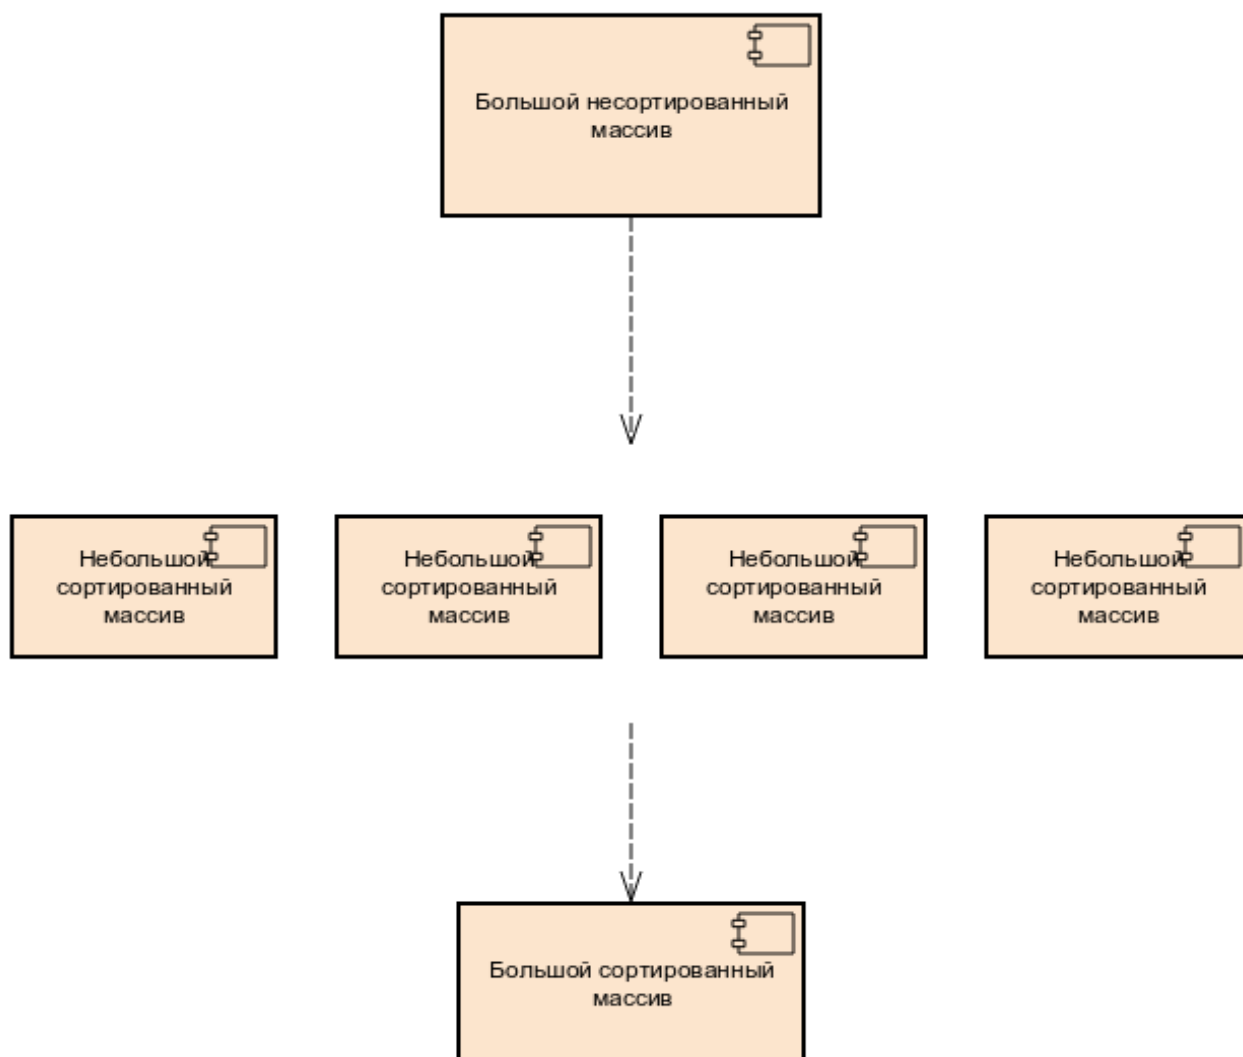 Большой несортированный
массив
Небольшой
сортированный
массив
Небольшой
сортированный
массив
Небольшой
сортированный
массив
Небольшой
сортированный
массив
Большой сортированный
массив